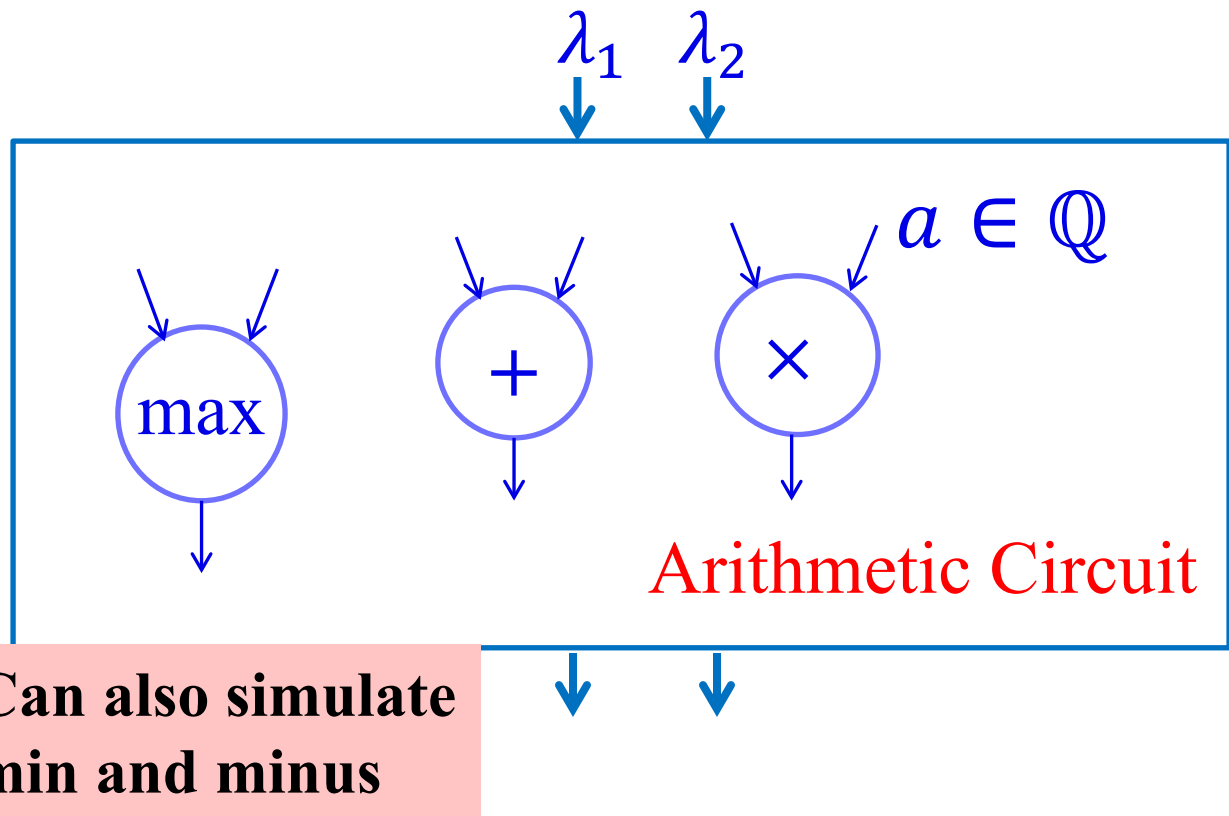 λ₁ λ₂
a ∈ ℚ
max + ×
Arithmetic Circuit
Can also simulate
min and minus